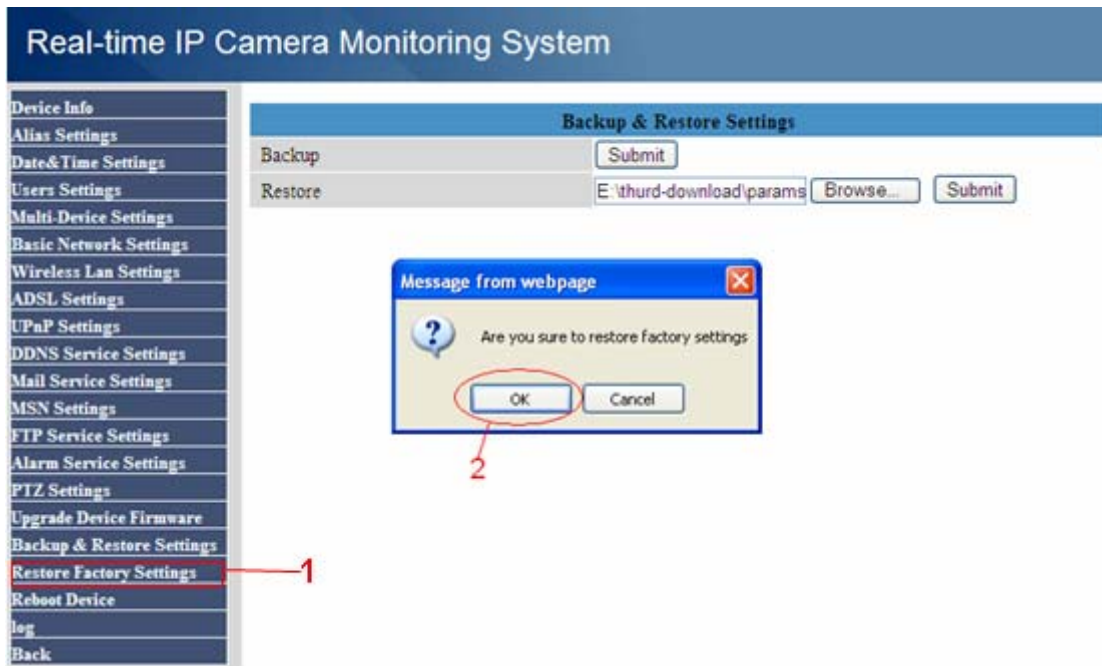 Real-time IP Camera Monitoring System
Device Info
Alias Settings
Date&Time Settings
Users Settings
Multi-Device Settings
Basic Network Settings
Wireless Lan Settings
ADSL Settings
UPnP Settings
DDNS Service Settings
Mail Service Settings
MSN Settings
FTP Service Settings
Alarm Service Settings
PTZ Settings
Upgrade Device Firmware
Backup & Restore Settings
Restore Factory Settings
Reboot Device
log
Back
1
Backup & Restore Settings
Backup Submit
Restore E:\thurd-download\params Browse... Submit
Message from webpage
? Are you sure to restore factory settings
OK Cancel
2